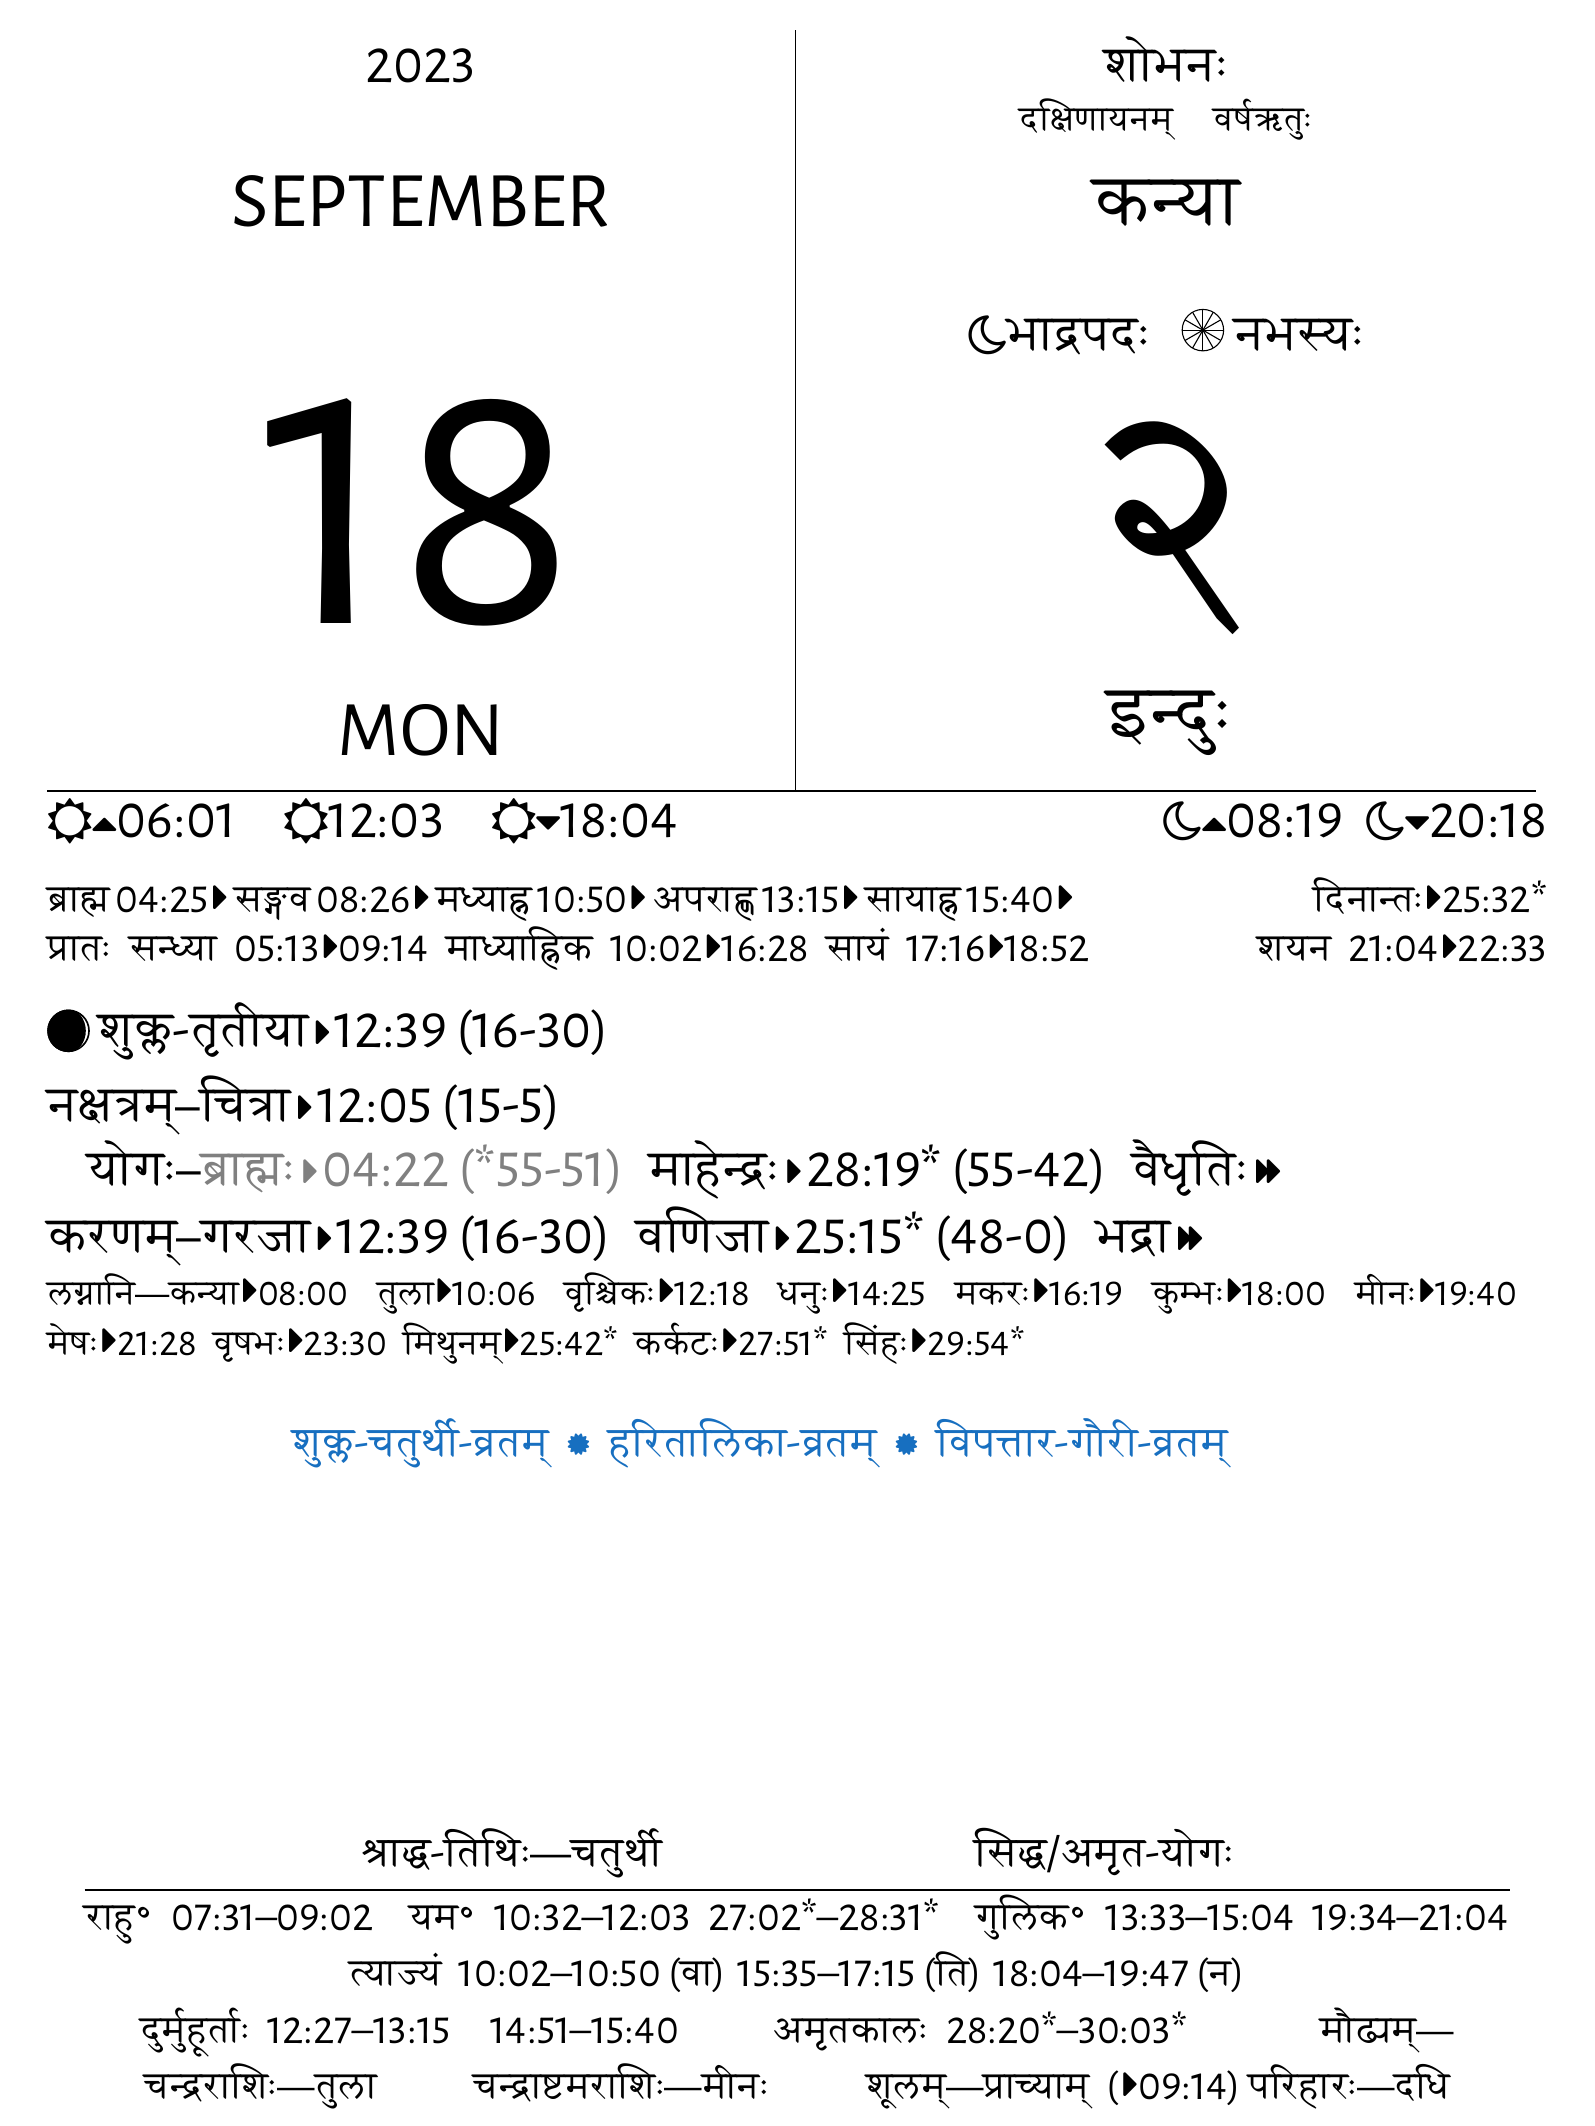 2023
SEPTEMBER
18
MON
शोभनः
दक्षिणायनम् वर्षऋतुः
कन्या
भाद्रपदः नभस्यः
२
इन्दुः
06:01 12:03 18:04 08:19 20:18
ब्राह्म 04:25 सङ्गव 08:26 मध्याह्न 10:50 अपराह्ण 13:15 सायाह्न 15:40 दिनान्तः 25:32*
प्रातः सन्ध्या 05:13 09:14 माध्याह्निक 10:02 16:28 सायं 17:16 18:52 शयन 21:04 22:33
शुक्ल-तृतीया 12:39 (16-30)
नक्षत्रम्–चित्रा 12:05 (15-5)
योगः–ब्राह्मः 04:22 (*55-51) माहेन्द्रः 28:19* (55-42) वैधृतिः
करणम्–गरजा 12:39 (16-30) वणिजा 25:15* (48-0) भद्रा
लग्नानि—कन्या 08:00 तुला 10:06 वृश्चिकः 12:18 धनुः 14:25 मकरः 16:19 कुम्भः 18:00 मीनः 19:40
मेषः 21:28 वृषभः 23:30 मिथुनम् 25:42* कर्कटः 27:51* सिंहः 29:54*
शुक्ल-चतुर्थी-व्रतम् ✹ हरितालिका-व्रतम् ✹ विपत्तार-गौरी-व्रतम्
श्राद्ध-तिथिः—चतुर्थी सिद्ध/अमृत-योगः
राहु॰ 07:31–09:02 यम॰ 10:32–12:03 27:02*–28:31* गुलिक॰ 13:33–15:04 19:34–21:04
त्याज्यं 10:02–10:50 (वा) 15:35–17:15 (ति) 18:04–19:47 (न)
दुर्मुहूर्ताः 12:27–13:15 14:51–15:40 अमृतकालः 28:20*–30:03* मौढ्यम्—
चन्द्रराशिः—तुला चन्द्राष्टमराशिः—मीनः शूलम्—प्राच्याम् (09:14) परिहारः—दधि